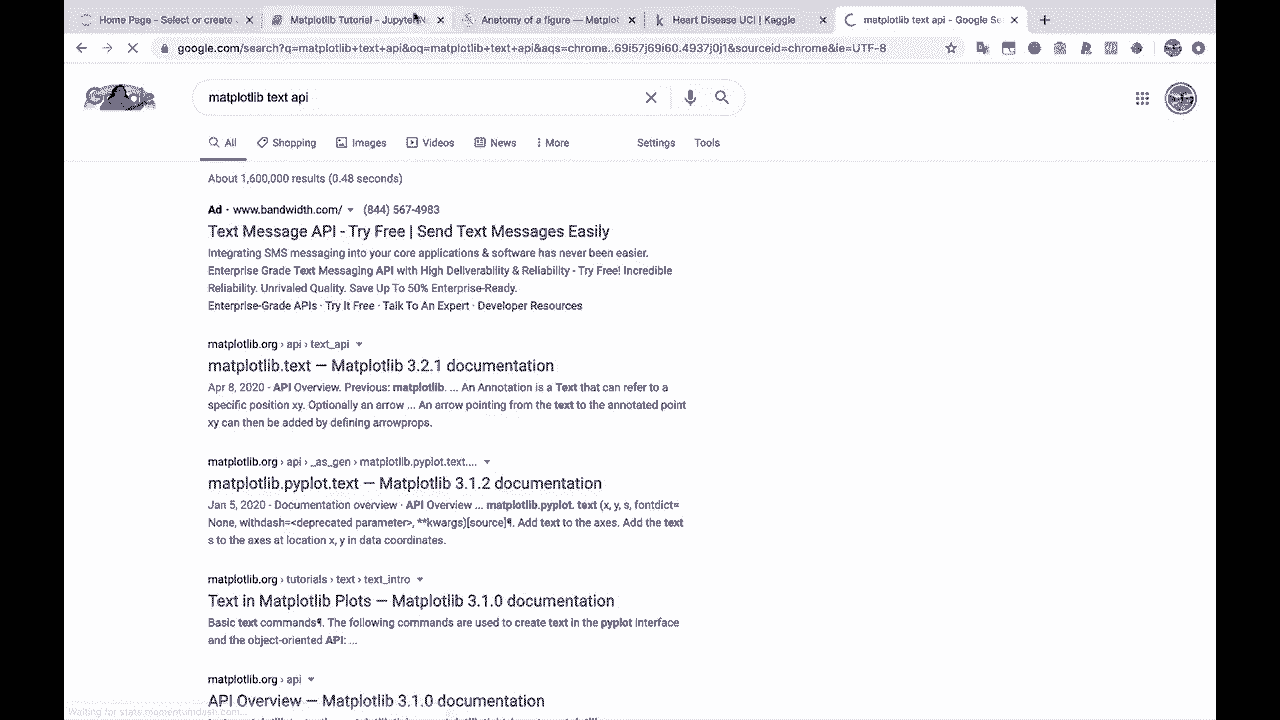 Home Page - Select or create
Matplotlib Tutorial - Jupyter N
Anatomy of a figure — Matplot
Heart Disease UCI | Kaggle
matplotlib text api - Google Se
google.com/search?q=matplotlib+text+api&oq=matplotlib+text+api&aqs=chrome..69i57j69i60.4937j0j1&sourceid=chrome&ie=UTF-8
matplotlib text api
All Shopping Images Videos News More Settings Tools
About 1,600,000 results (0.48 seconds)
Ad · www.bandwidth.com/ (844) 567-4983
Text Message API - Try Free | Send Text Messages Easily
Integrating SMS messaging into your core applications & software has never been easier.
Enterprise Grade Text Messaging API with High Deliverability & Reliability - Try Free! Incredible
Reliability. Unrivaled Quality. Save Up To 50% Enterprise-Ready.
Enterprise-Grade APIs · Try It Free · Talk To An Expert · Developer Resources
matplotlib.org › api › text_api
matplotlib.text — Matplotlib 3.2.1 documentation
Apr 8, 2020 - API Overview. Previous: matplotlib. ... An Annotation is a Text that can refer to a
specific position xy. Optionally an arrow ... An arrow pointing from the text to the annotated point
xy can then be added by defining arrowprops.
matplotlib.org › api › _as_gen › matplotlib.pyplot.text....
matplotlib.pyplot.text — Matplotlib 3.1.2 documentation
Jan 5, 2020 - Documentation overview · API Overview ... matplotlib.pyplot. text (x, y, s, fontdict=
None, withdash=<deprecated parameter>, **kwargs)[source]¶. Add text to the axes. Add the text
s to the axes at location x, y in data coordinates.
matplotlib.org › tutorials › text › text_intro
Text in Matplotlib Plots — Matplotlib 3.1.0 documentation
Basic text commands¶. The following commands are used to create text in the pyplot interface
and the object-oriented API: ...
matplotlib.org › api
API Overview — Matplotlib 3.1.0 documentation
Waiting for state.momentumdash.com...